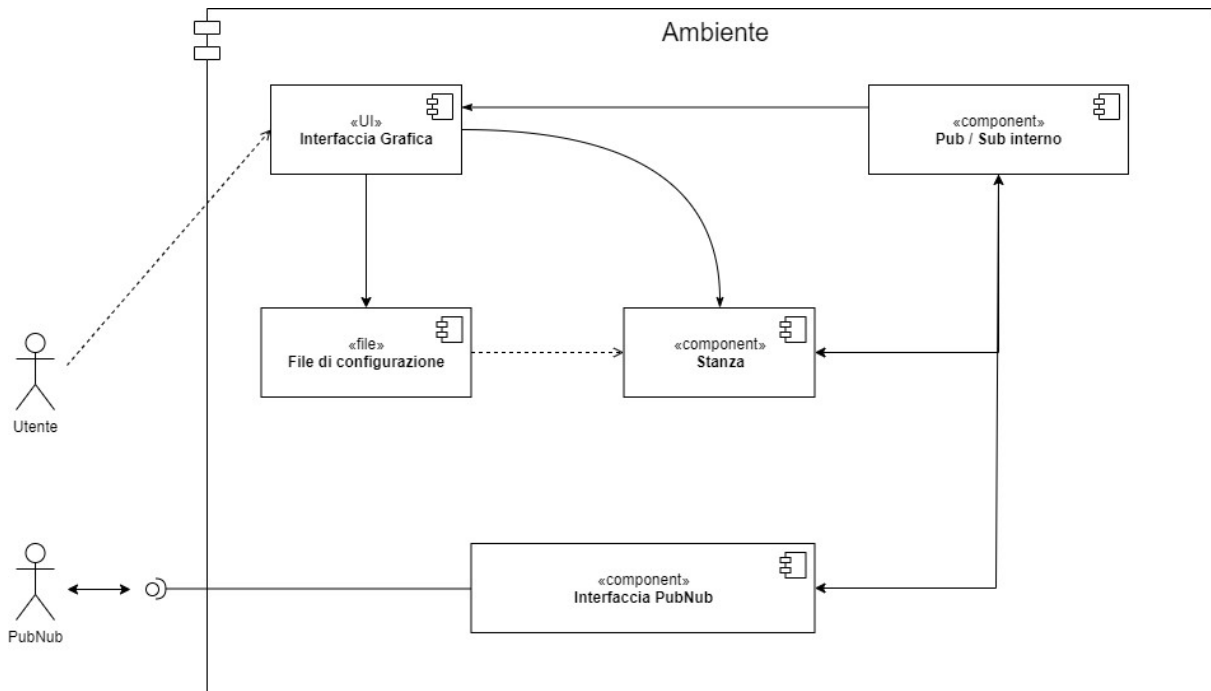 Ambiente
«UI»
Interfaccia Grafica
«component»
Pub / Sub interno
«file»
File di configurazione
«component»
Stanza
Utente
«component»
Interfaccia PubNub
PubNub